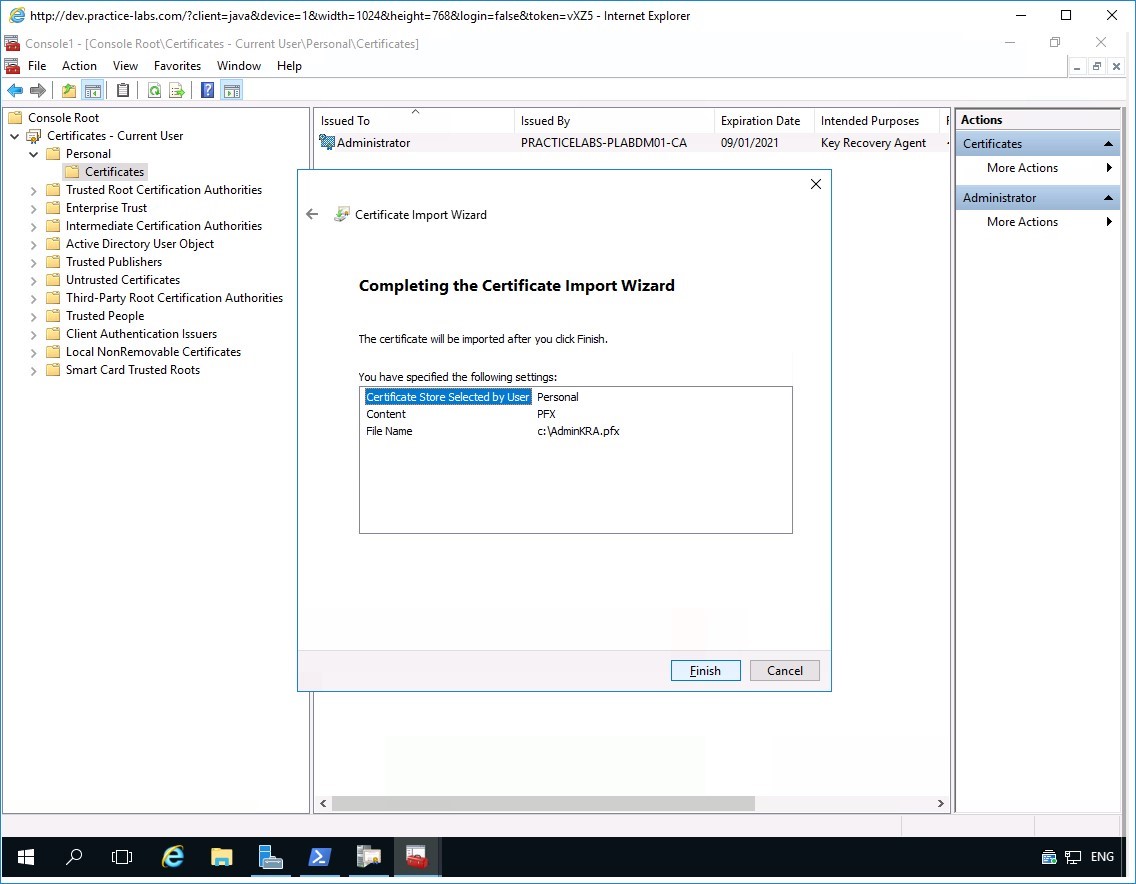 http://dev.practice-labs.com/?client=java&device=1&width=1024&height=768&login=false&token=vXZ5 - Internet Explorer
Console1 - [Console Root\Certificates - Current User\Personal\Certificates]
File Action View Favorites Window Help
Console Root
Certificates - Current User
Personal
Certificates
Trusted Root Certification Authorities
Enterprise Trust
Intermediate Certification Authorities
Active Directory User Object
Trusted Publishers
Untrusted Certificates
Third-Party Root Certification Authorities
Trusted People
Client Authentication Issuers
Local NonRemovable Certificates
Smart Card Trusted Roots
Issued To Issued By Expiration Date Intended Purposes
Administrator PRACTICELABS-PLABDM01-CA 09/01/2021 Key Recovery Agent
Certificate Import Wizard
Completing the Certificate Import Wizard
The certificate will be imported after you click Finish.
You have specified the following settings:
Certificate Store Selected by User Personal
Content PFX
File Name c:\AdminKRA.pfx
Finish Cancel
Actions
Certificates
More Actions
Administrator
More Actions
ENG